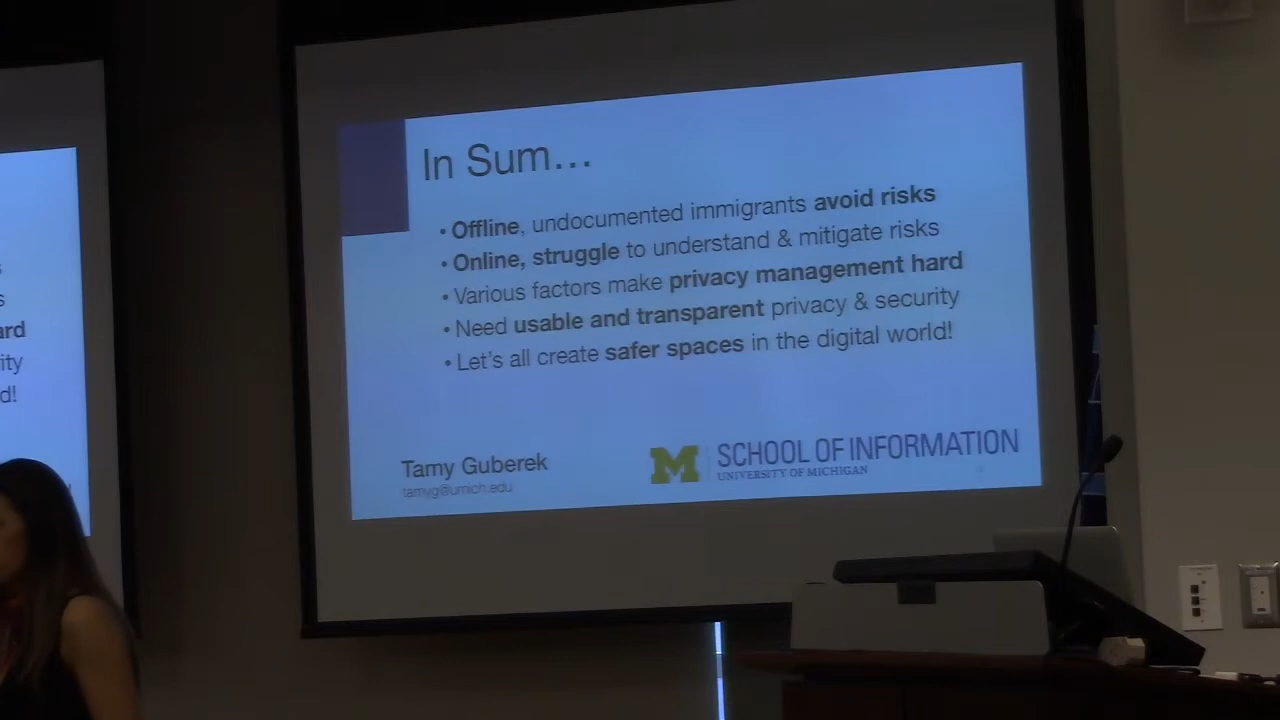 In Sum...
• Offline, undocumented immigrants avoid risks
• Online, struggle to understand & mitigate risks
• Various factors make privacy management hard
• Need usable and transparent privacy & security
• Let's all create safer spaces in the digital world!
Tamy Guberek
tamyg@umich.edu
M SCHOOL OF INFORMATION
UNIVERSITY OF MICHIGAN
s
s
ard
ity
d!